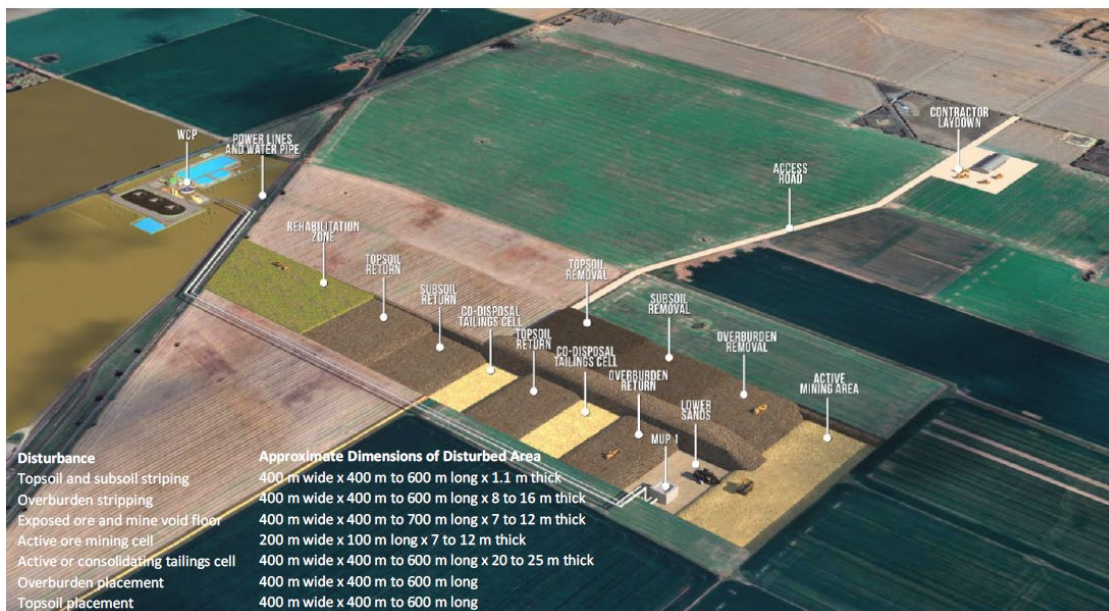 WCP
POWER LINES
AND WATER PIPE
CONTRACTOR
LAYDOWN
ACCESS
ROAD
REHABILITATION
ZONE
TOPSOIL
RETURN
SUBSOIL
RETURN
CO-DISPOSAL
TAILINGS CELL
TOPSOIL
RETURN
CO-DISPOSAL
TAILINGS CELL
OVERBURDEN
RETURN
TOPSOIL
REMOVAL
SUBSOIL
REMOVAL
OVERBURDEN
REMOVAL
ACTIVE
MINING AREA
LOWER
SANDS
MUP 1
Disturbance Approximate Dimensions of Disturbed Area
Topsoil and subsoil striping 400 m wide x 400 m to 600 m long x 1.1 m thick
Overburden stripping 400 m wide x 400 m to 600 m long x 8 to 16 m thick
Exposed ore and mine void floor 400 m wide x 400 m to 700 m long x 7 to 12 m thick
Active ore mining cell 200 m wide x 100 m long x 7 to 12 m thick
Active or consolidating tailings cell 400 m wide x 400 m to 600 m long x 20 to 25 m thick
Overburden placement 400 m wide x 400 m to 600 m long
Topsoil placement 400 m wide x 400 m to 600 m long